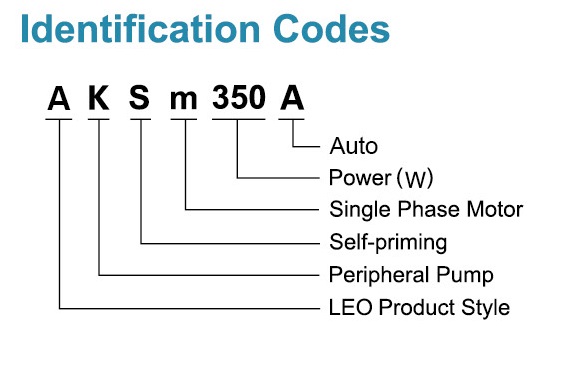 Identification Codes
A K S m 350 A
Auto
Power (W)
Single Phase Motor
Self-priming
Peripheral Pump
LEO Product Style